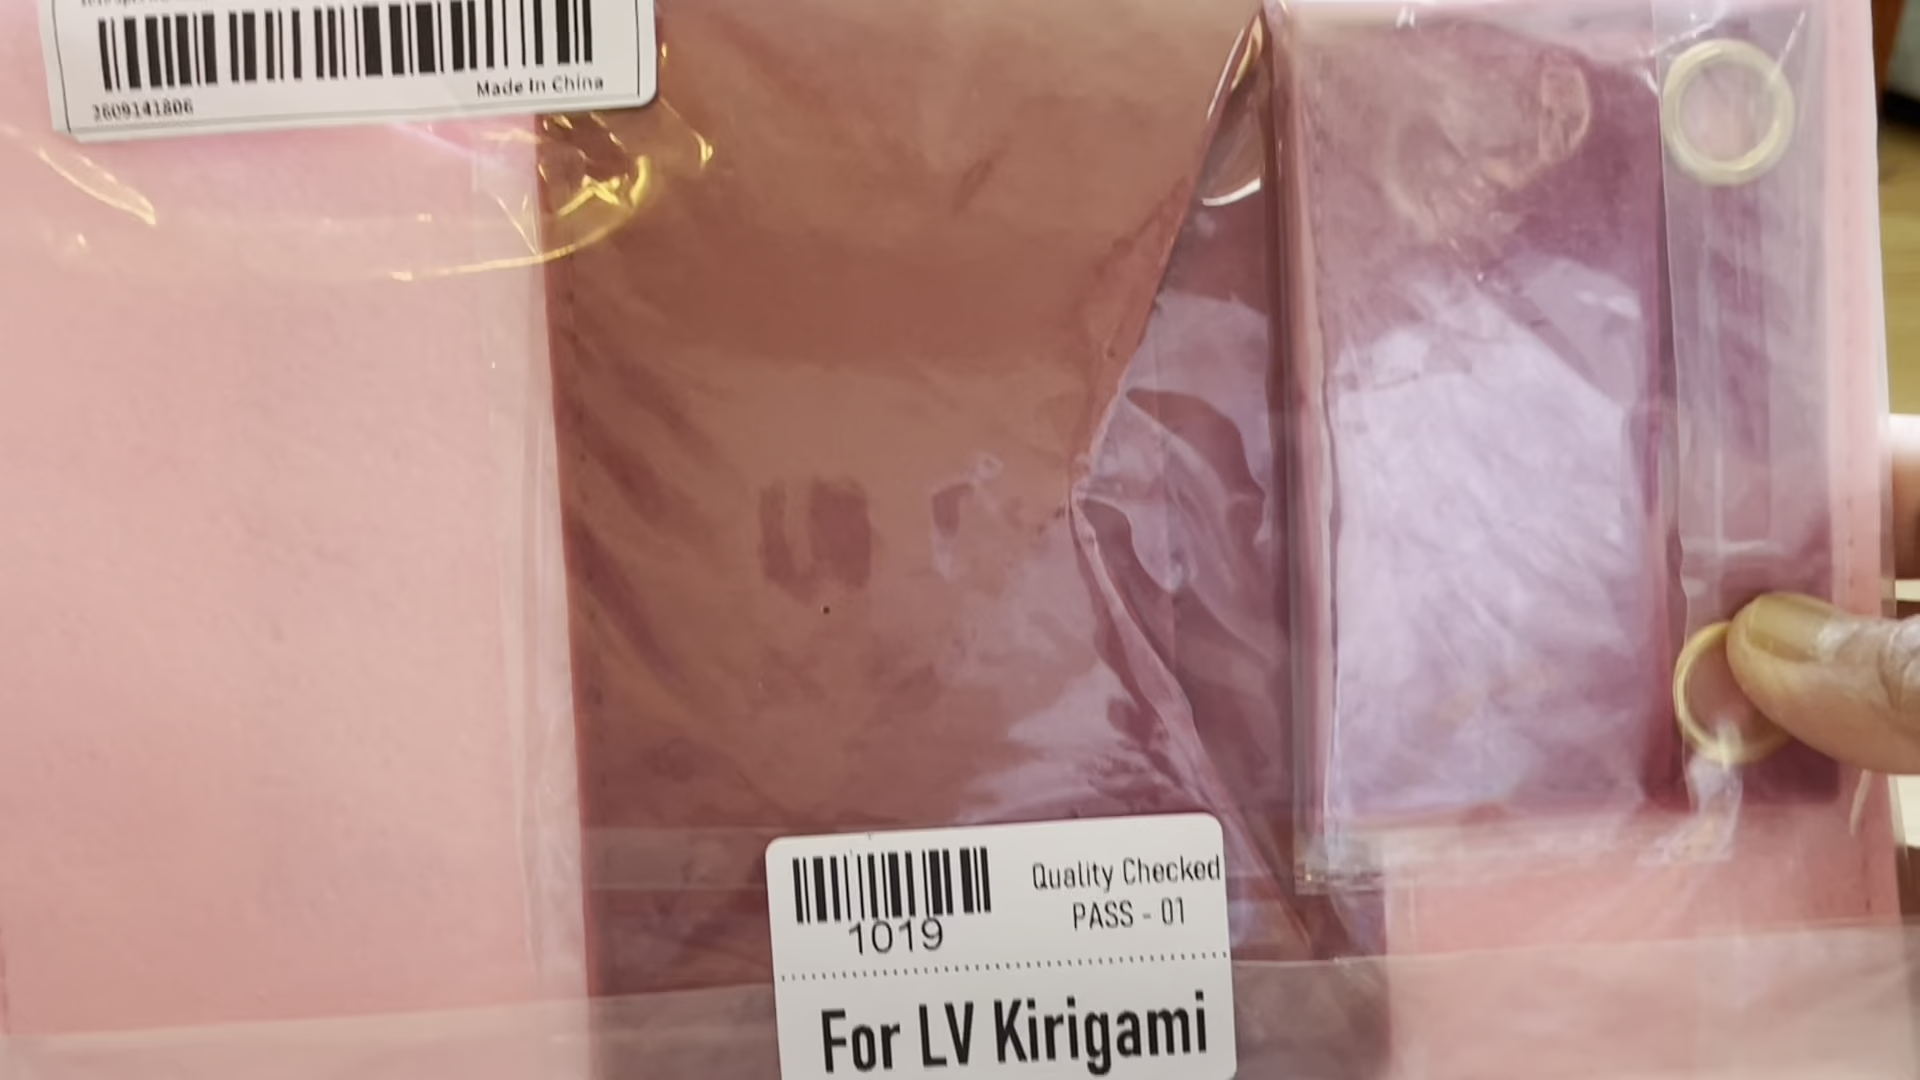 Made In China
2609141806
Quality Checked
PASS - 01
1019
For LV Kirigami